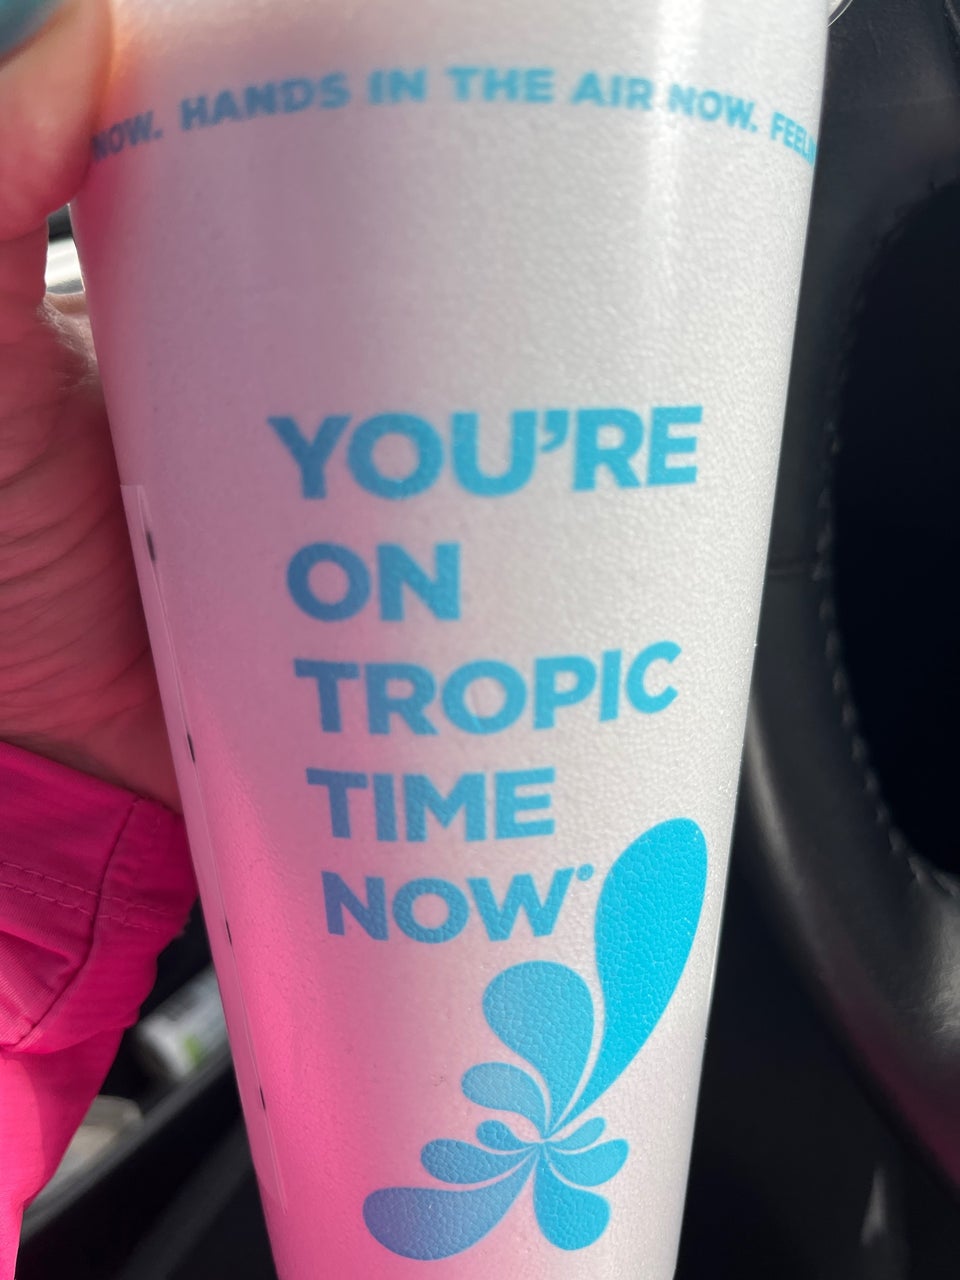 NOW. HANDS IN THE AIR NOW.
YOU'RE
ON
TROPIC
TIME
NOW®